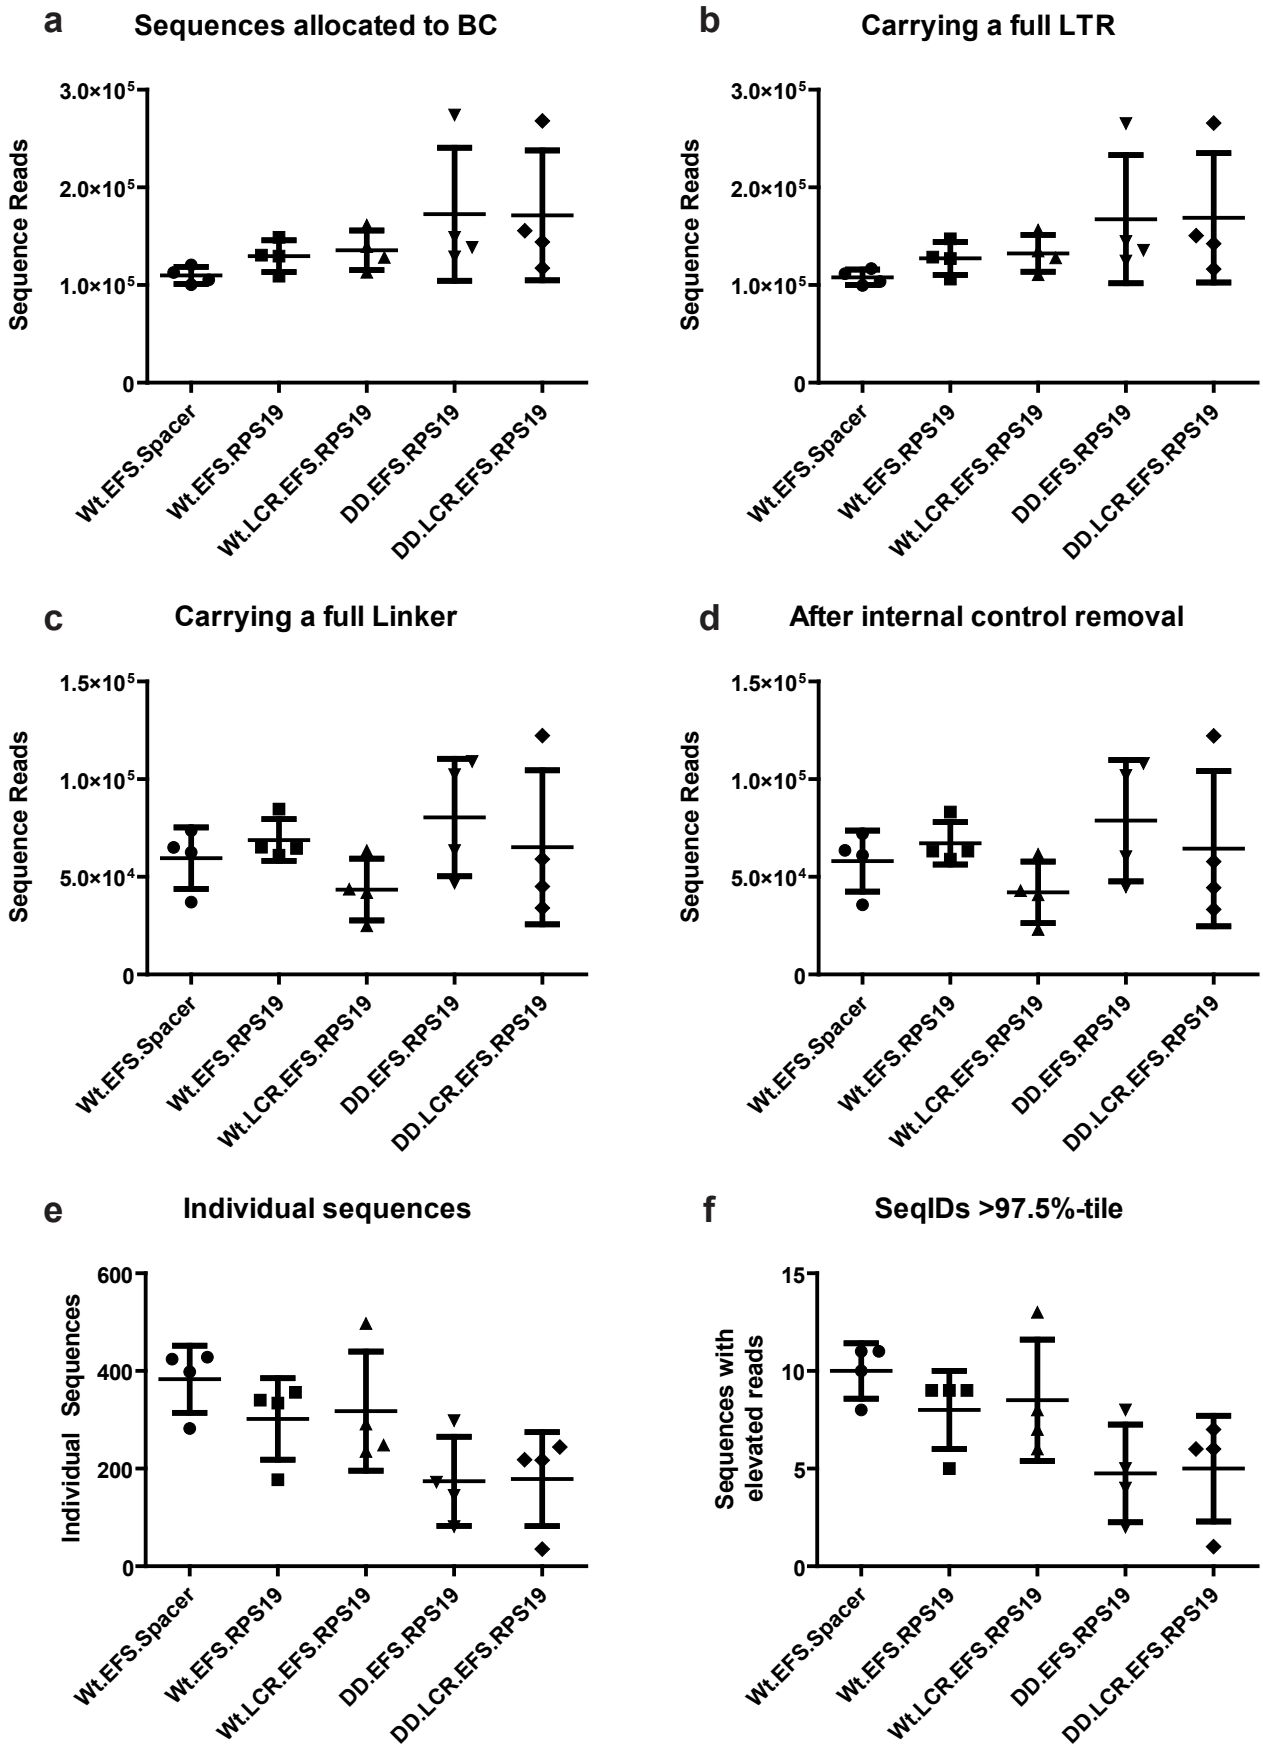 a Sequences allocated to BC
Sequence Reads
3.0×10⁵
2.0×10⁵
1.0×10⁵
0
Wt.EFS.Spacer
Wt.EFS.RPS19
Wt.LCR.EFS.RPS19
DD.EFS.RPS19
DD.LCR.EFS.RPS19
b Carrying a full LTR
Sequence Reads
3.0×10⁵
2.0×10⁵
1.0×10⁵
0
Wt.EFS.Spacer
Wt.EFS.RPS19
Wt.LCR.EFS.RPS19
DD.EFS.RPS19
DD.LCR.EFS.RPS19
c Carrying a full Linker
Sequence Reads
1.5×10⁵
1.0×10⁵
5.0×10⁴
0
Wt.EFS.Spacer
Wt.EFS.RPS19
Wt.LCR.EFS.RPS19
DD.EFS.RPS19
DD.LCR.EFS.RPS19
d After internal control removal
Sequence Reads
1.5×10⁵
1.0×10⁵
5.0×10⁴
0
Wt.EFS.Spacer
Wt.EFS.RPS19
Wt.LCR.EFS.RPS19
DD.EFS.RPS19
DD.LCR.EFS.RPS19
e Individual sequences
Individual Sequences
600
400
200
0
Wt.EFS.Spacer
Wt.EFS.RPS19
Wt.LCR.EFS.RPS19
DD.EFS.RPS19
DD.LCR.EFS.RPS19
f SeqIDs >97.5%-tile
Sequences with
elevated reads
15
10
5
0
Wt.EFS.Spacer
Wt.EFS.RPS19
Wt.LCR.EFS.RPS19
DD.EFS.RPS19
DD.LCR.EFS.RPS19